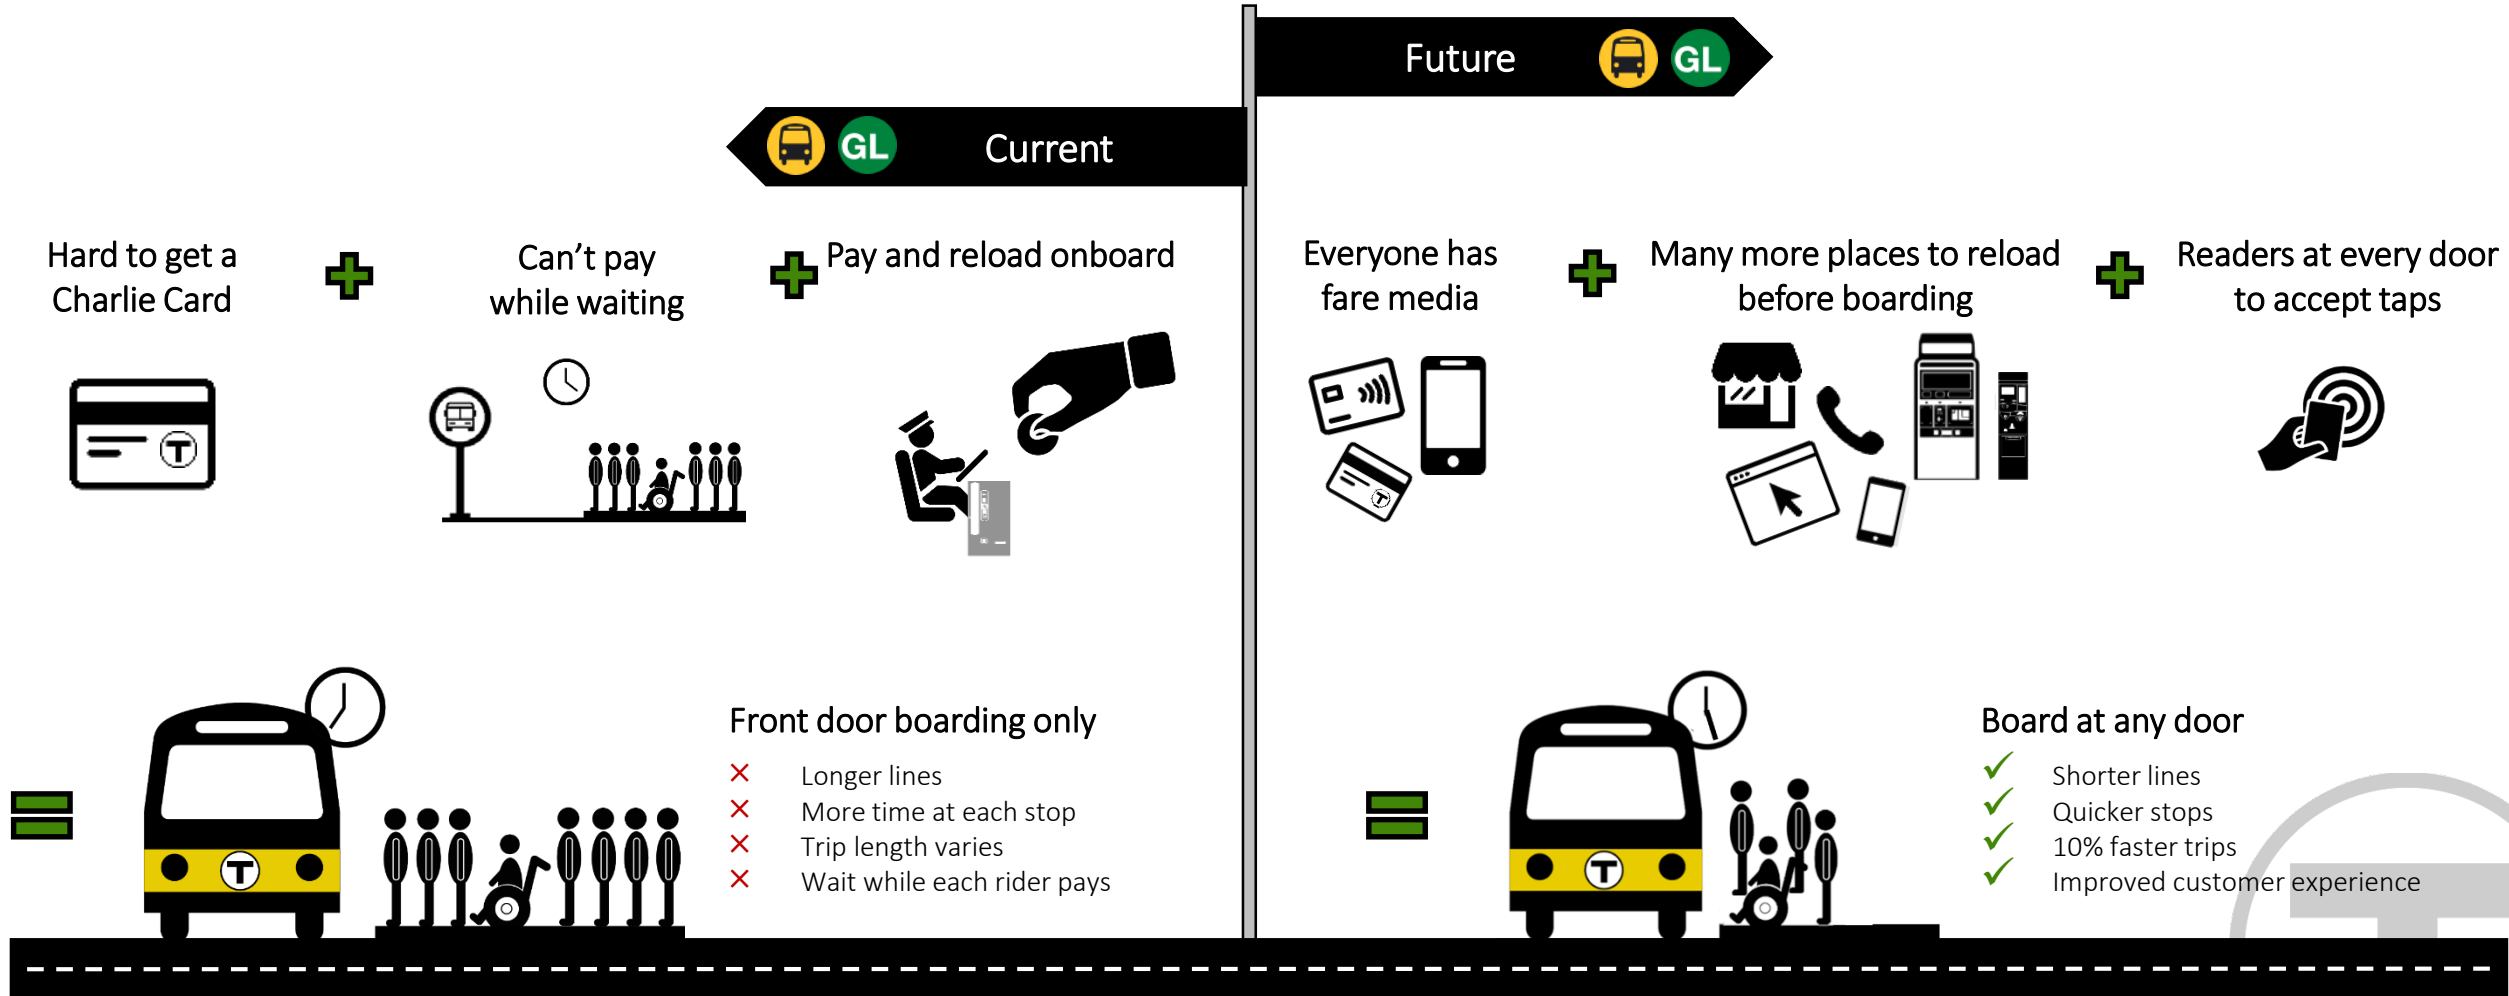 Future
GL
GL
Current
Hard to get a
Charlie Card
Can't pay
while waiting
Pay and reload onboard
Everyone has
fare media
Many more places to reload
before boarding
Readers at every door
to accept taps
T
T
Front door boarding only
Longer lines
More time at each stop
Trip length varies
Wait while each rider pays
T
Board at any door
Shorter lines
Quicker stops
10% faster trips
Improved customer experience
T
T